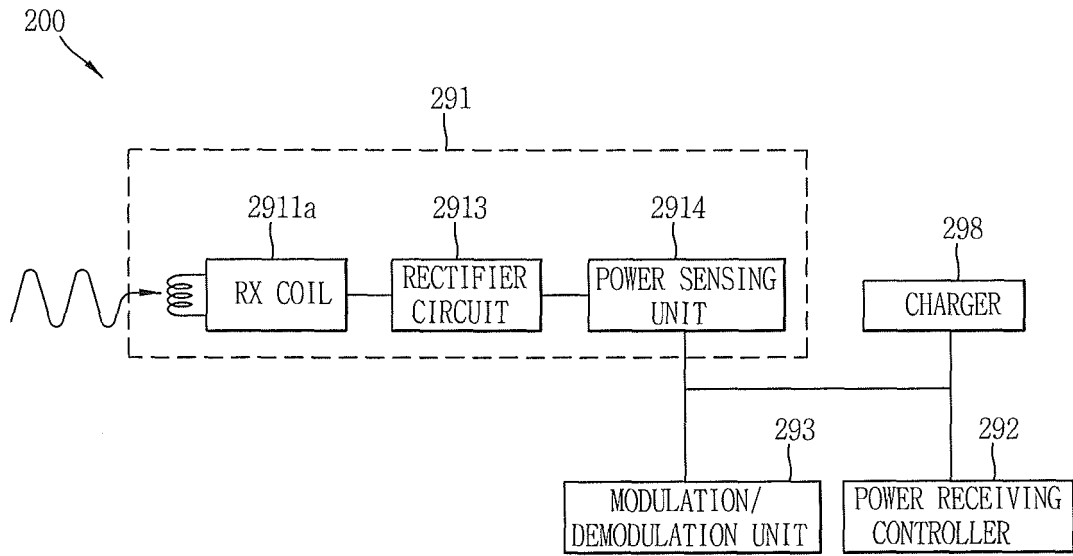 200
291
2911a
2913
2914
298
RX COIL
RECTIFIER
CIRCUIT
POWER SENSING
UNIT
CHARGER
293
292
MODULATION/
DEMODULATION UNIT
POWER RECEIVING
CONTROLLER